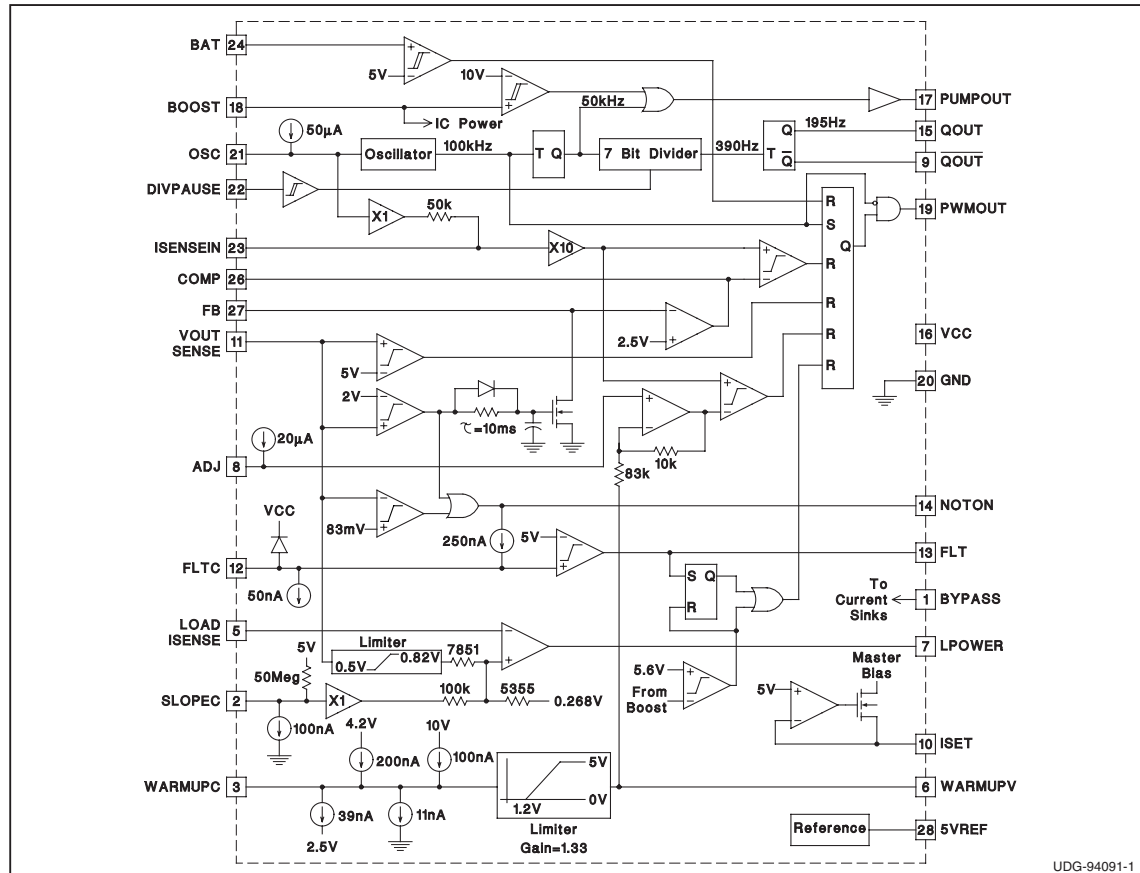 BAT 24
5V
10V
50kHz
17 PUMPOUT
BOOST 18
IC Power
50µA
195Hz
Q
15 QOUT
OSC 21
Oscillator
100kHz
T Q
7 Bit Divider
390Hz
T Q
9 QOUT
DIVPAUSE 22
X1
50k
R
S
Q
19 PWMOUT
ISENSEIN 23
X10
R
COMP 26
FB 27
2.5V
R
VOUT
SENSE
11
5V
R
16 VCC
R
20 GND
2V
τ=10ms
20µA
ADJ 8
10k
83k
83mV
14 NOTON
VCC
250nA
5V
FLTC 12
13 FLT
50nA
S Q
R
To
Current
Sinks
1 BYPASS
LOAD
ISENSE
5
Limiter
0.5V
0.82V
7851
7 LPOWER
5V
50Meg
5.6V
From
Boost
Master
Bias
5V
SLOPEC 2
X1
100k
5355
0.268V
100nA
4.2V
10V
200nA
100nA
10 ISET
WARMUPC 3
5V
0V
1.2V
6 WARMUPV
39nA
11nA
2.5V
Limiter
Gain=1.33
Reference
28 5VREF
UDG-94091-1